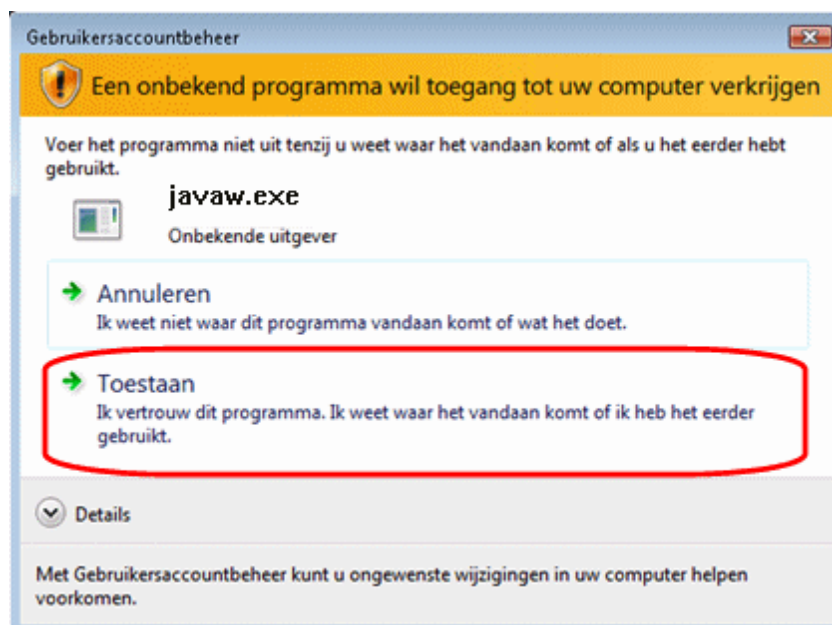 Gebruikersaccountbeheer
Een onbekend programma wil toegang tot uw computer verkrijgen
Voer het programma niet uit tenzij u weet waar het vandaan komt of als u het eerder hebt
gebruikt.
javaw.exe
Onbekende uitgever
Annuleren
Ik weet niet waar dit programma vandaan komt of wat het doet.
Toestaan
Ik vertrouw dit programma. Ik weet waar het vandaan komt of ik heb het eerder
gebruikt.
Details
Met Gebruikersaccountbeheer kunt u ongewenste wijzigingen in uw computer helpen
voorkomen.